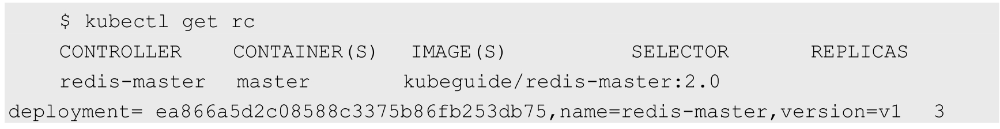 $ kubectl get rc
CONTROLLER CONTAINER(S) IMAGE(S) SELECTOR REPLICAS
redis-master master kubeguide/redis-master:2.0
deployment= ea866a5d2c08588c3375b86fb253db75,name=redis-master,version=v1 3